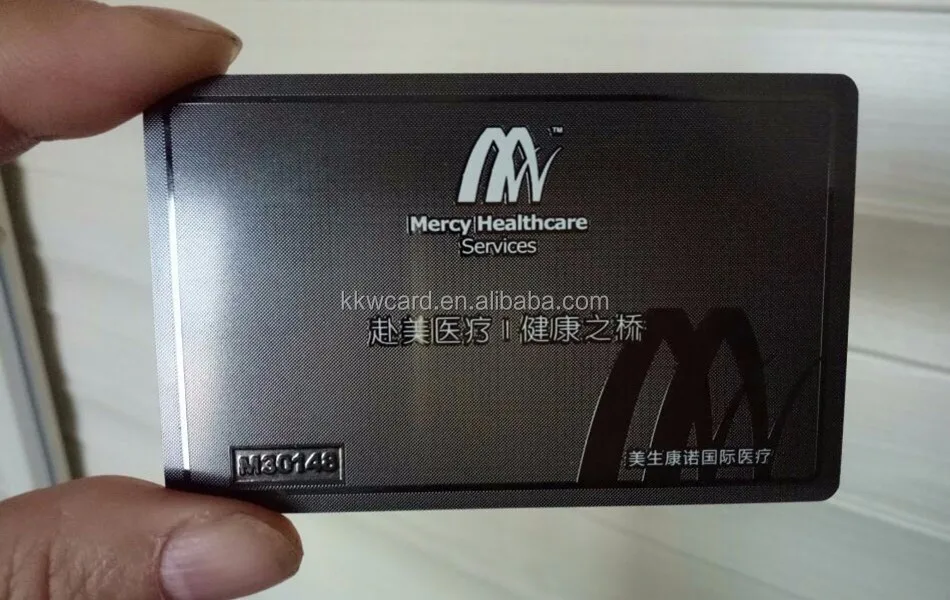 TM
Mercy Healthcare
Services
kkwcard.en.alibaba.com
赴美医疗 | 健康之桥
M30148
美生康诺国际医疗